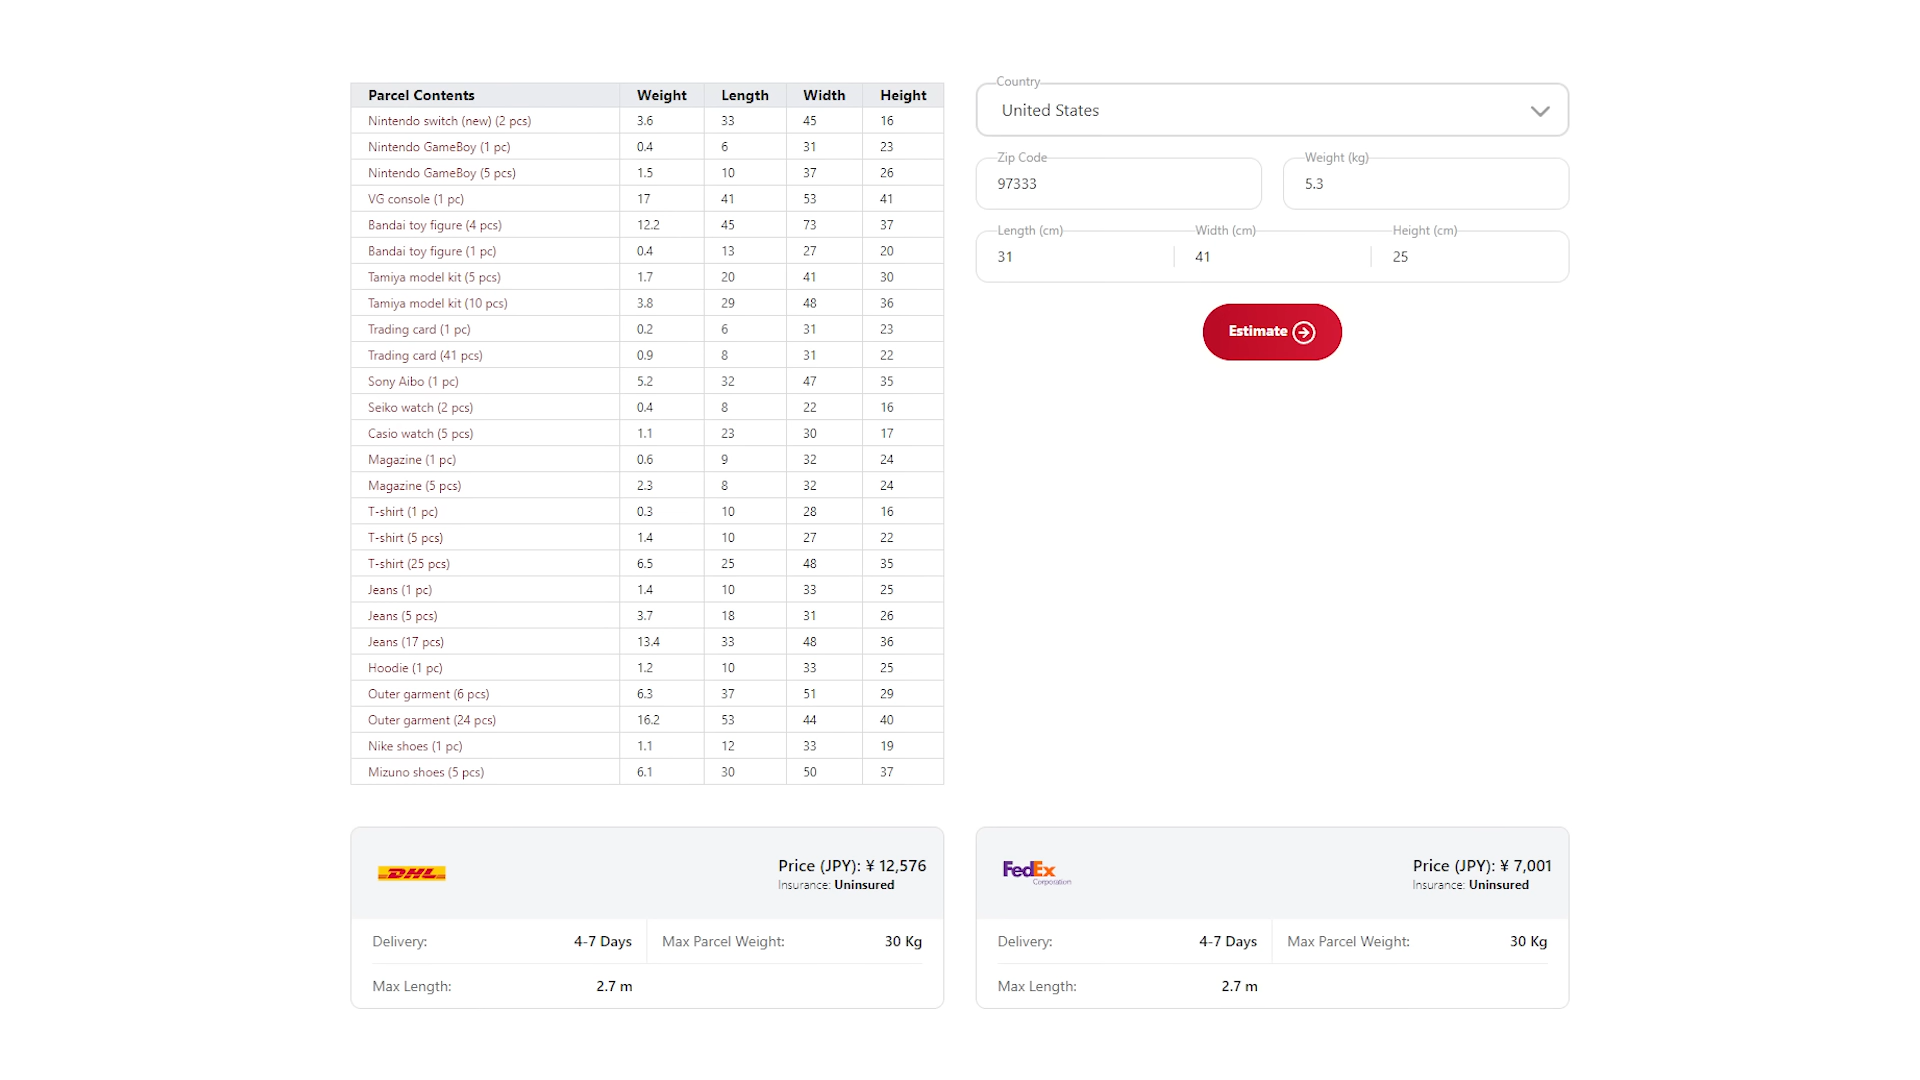 Parcel Contents Weight Length Width Height
Nintendo switch (new) (2 pcs) 3.6 33 45 16
Nintendo GameBoy (1 pc) 0.4 6 31 23
Nintendo GameBoy (5 pcs) 1.5 10 37 26
VG console (1 pc) 17 41 53 41
Bandai toy figure (4 pcs) 12.2 45 73 37
Bandai toy figure (1 pc) 0.4 13 27 20
Tamiya model kit (5 pcs) 1.7 20 41 30
Tamiya model kit (10 pcs) 3.8 29 48 36
Trading card (1 pc) 0.2 6 31 23
Trading card (41 pcs) 0.9 8 31 22
Sony Aibo (1 pc) 5.2 32 47 35
Seiko watch (2 pcs) 0.4 8 22 16
Casio watch (5 pcs) 1.1 23 30 17
Magazine (1 pc) 0.6 9 32 24
Magazine (5 pcs) 2.3 8 32 24
T-shirt (1 pc) 0.3 10 28 16
T-shirt (5 pcs) 1.4 10 27 22
T-shirt (25 pcs) 6.5 25 48 35
Jeans (1 pc) 1.4 10 33 25
Jeans (5 pcs) 3.7 18 31 26
Jeans (17 pcs) 13.4 33 48 36
Hoodie (1 pc) 1.2 10 33 25
Outer garment (6 pcs) 6.3 37 51 29
Outer garment (24 pcs) 16.2 53 44 40
Nike shoes (1 pc) 1.1 12 33 19
Mizuno shoes (5 pcs) 6.1 30 50 37
Country
United States
Zip Code Weight (kg)
97333 5.3
Length (cm) Width (cm) Height (cm)
31 41 25
Estimate
DHL
Price (JPY): ¥ 12,576
Insurance: Uninsured
Delivery: 4-7 Days Max Parcel Weight: 30 Kg
Max Length: 2.7 m
FedEx
Corporation
Price (JPY): ¥ 7,001
Insurance: Uninsured
Delivery: 4-7 Days Max Parcel Weight: 30 Kg
Max Length: 2.7 m